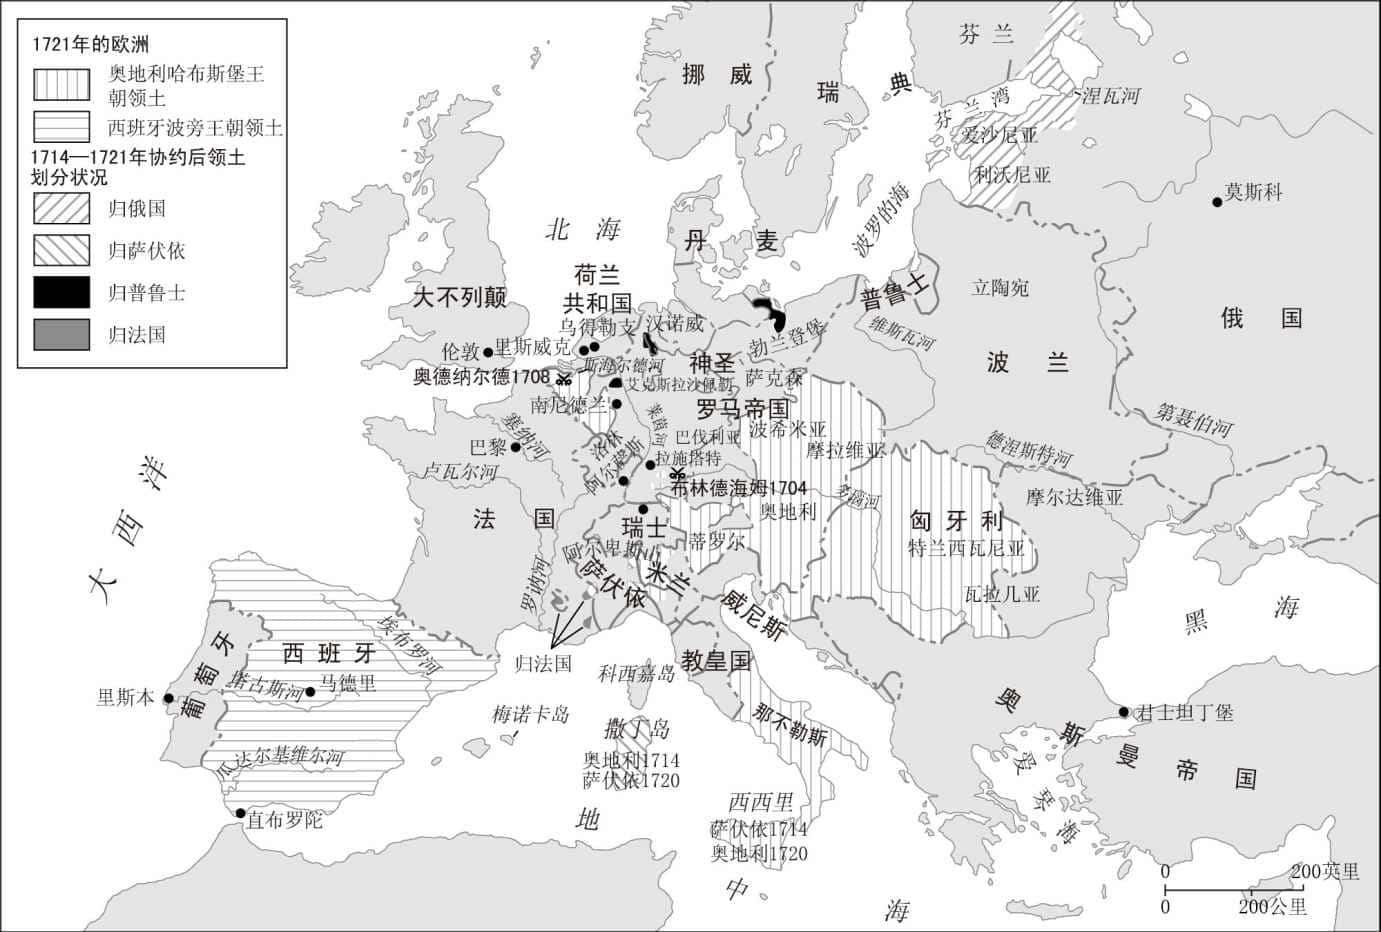 1721年的欧洲
奥地利哈布斯堡王
朝领土
西班牙波旁王朝领土
1714—1721年协约后领土
划分状况
归俄国
归萨伏依
归普鲁士
归法国
挪威
瑞典
芬兰
芬兰湾
涅瓦河
爱沙尼亚
利沃尼亚
莫斯科
波罗的海
北海
丹麦
荷兰
共和国
大不列颠
乌得勒支
汉诺威
普鲁士
立陶宛
俄国
伦敦
里斯威克
勃兰登堡
维斯瓦河
奥德纳尔德1708
斯海尔德河
神圣
罗马帝国
艾克斯拉沙佩勒
萨克森
波兰
南尼德兰
莱茵河
巴伐利亚
波希米亚
摩拉维亚
第聂伯河
德涅斯特河
塞纳河
巴黎
洛林
阿尔萨斯
拉施塔特
卢瓦尔河
布林德海姆1704
多瑙河
摩尔达维亚
大西洋
法国
瑞士
奥地利
匈牙利
蒂罗尔
特兰西瓦尼亚
阿尔卑斯山
罗讷河
萨伏依
米兰
瓦拉几亚
威尼斯
黑海
埃布罗河
西班牙
葡萄牙
归法国
科西嘉岛
教皇国
塔古斯河
马德里
里斯本
梅诺卡岛
撒丁岛
那不勒斯
奥斯曼帝国
君士坦丁堡
瓜达尔基维尔河
奥地利1714
萨伏依1720
爱琴海
直布罗陀
西西里
萨伏依1714
奥地利1720
地中海
0 200英里
0 200公里